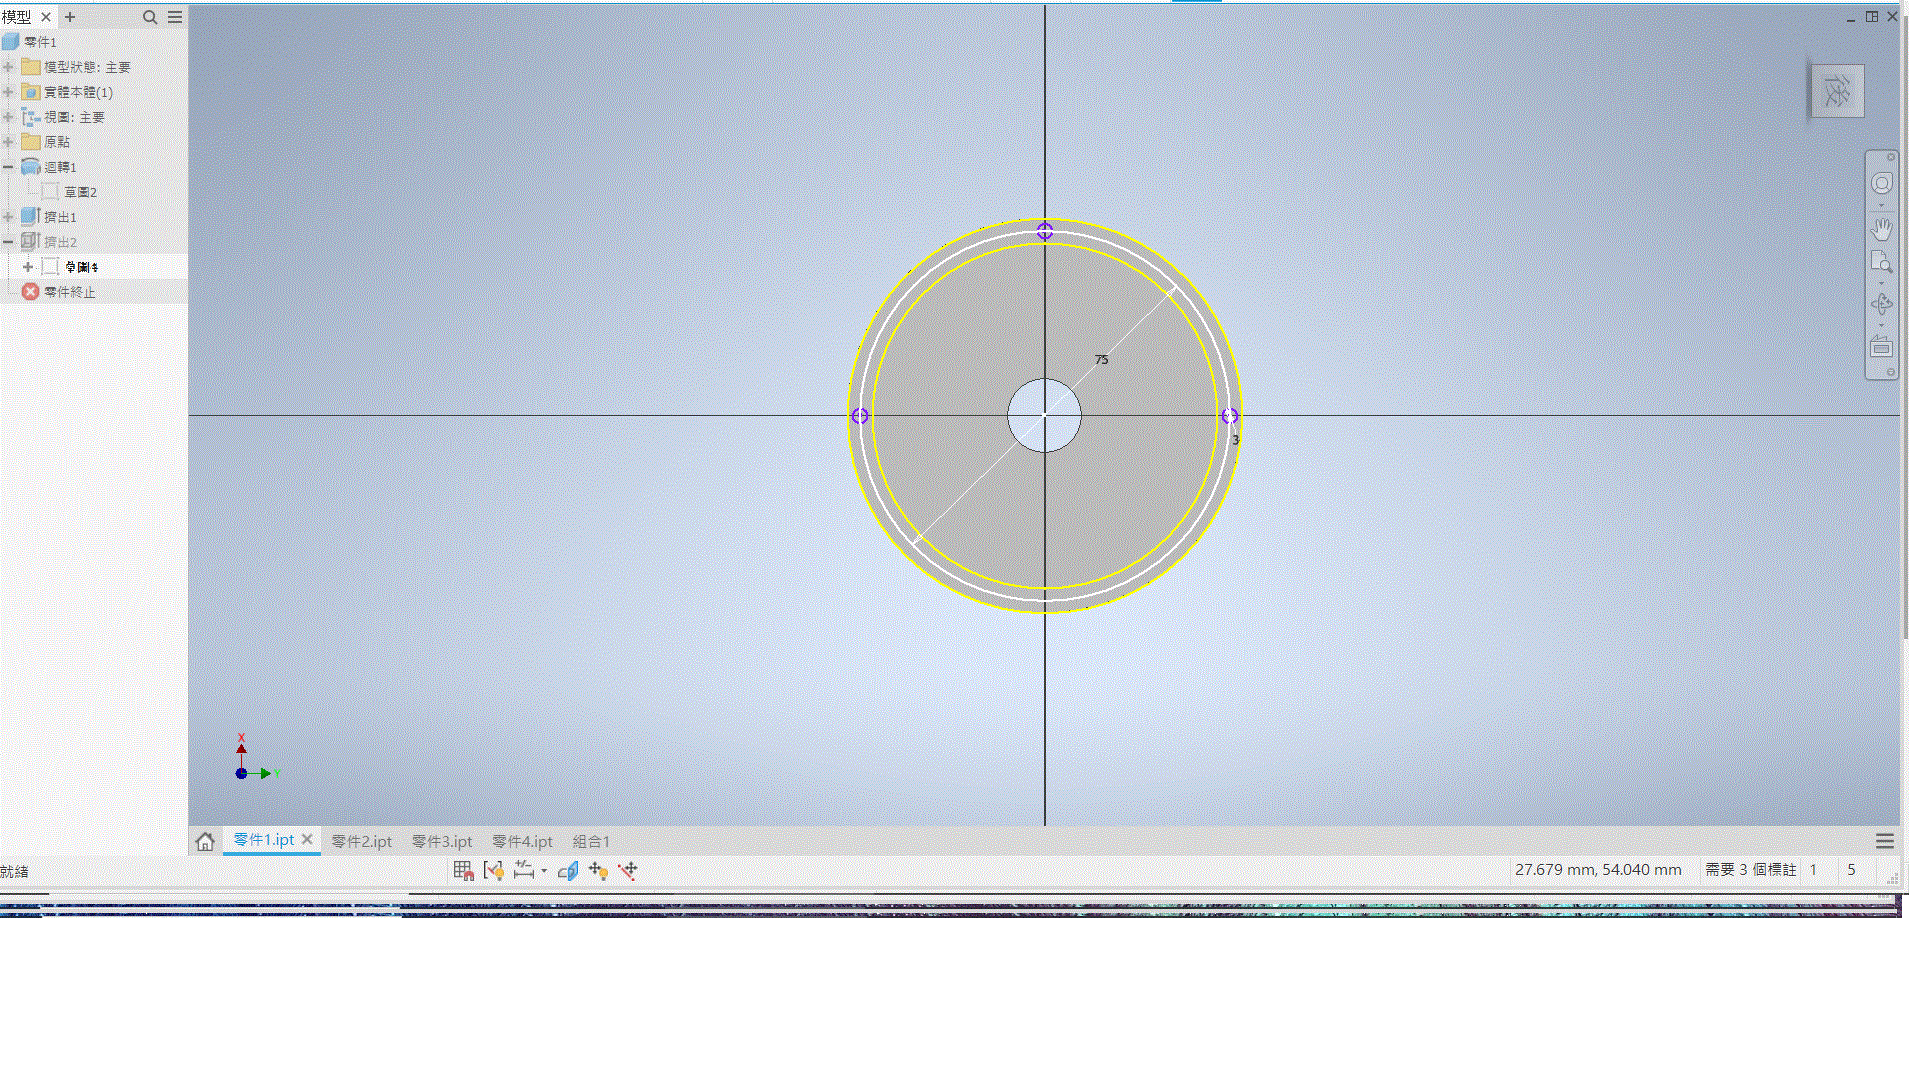 模型
零件1
模型狀態: 主要
實體本體(1)
視圖: 主要
原點
迴轉1
草圖2
擠出1
擠出2
草圖4
零件終止
後
75
3
X
Y
零件1.ipt
零件2.ipt
零件3.ipt
零件4.ipt
組合1
就緒
27.679 mm, 54.040 mm
需要 3 個標註
1
5